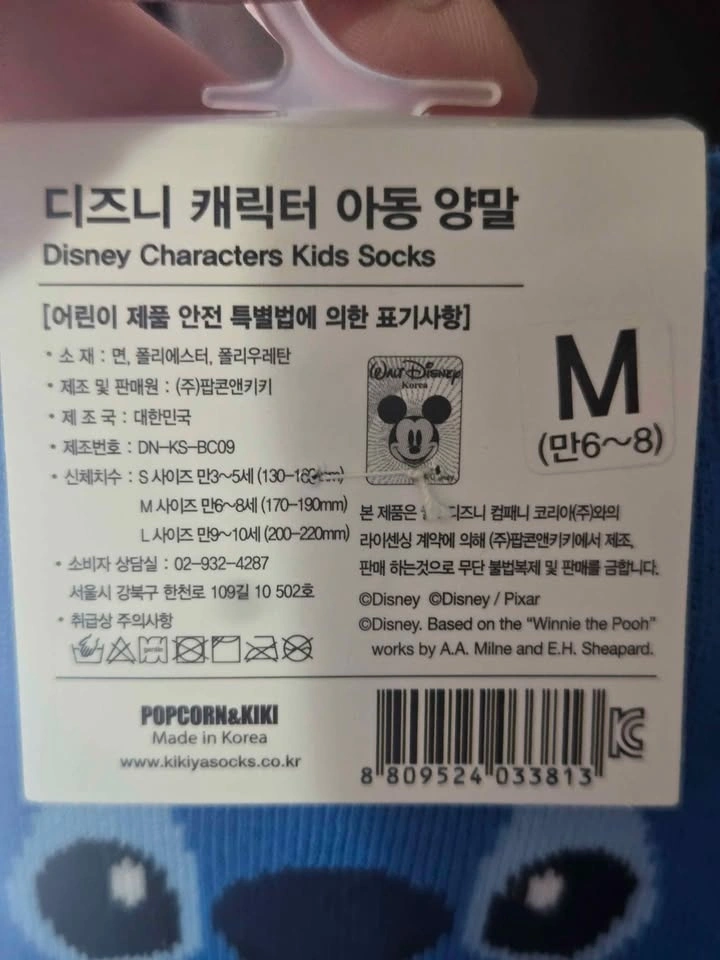 디즈니 캐릭터 아동 양말
Disney Characters Kids Socks
[어린이 제품 안전 특별법에 의한 표기사항]
• 소 재 : 면, 폴리에스터, 폴리우레탄
• 제조 및 판매원 : (주)팝콘앤키키
• 제 조 국 : 대한민국
• 제조번호 : DN-KS-BC09
• 신체치수 : S 사이즈 만3~5세 (130-
M 사이즈 만6~8세 (170-190mm)
L 사이즈 만9~10세 (200-220mm)
• 소비자 상담실 : 02-932-4287
서울시 강북구 한천로 109길 10 502호
• 취급상 주의사항
WALT DISNEY
Korea
M
(만6~8)
본 제품은 디즈니 컴패니 코리아(주)와의
라이센싱 계약에 의해 (주)팝콘앤키키에서 제조,
판매 하는것으로 무단 불법복제 및 판매를 금합니다.
©Disney ©Disney / Pixar
©Disney. Based on the "Winnie the Pooh"
works by A.A. Milne and E.H. Sheapard.
POPCORN&KIKI
Made in Korea
www.kikiyasocks.co.kr
8 809524 033813